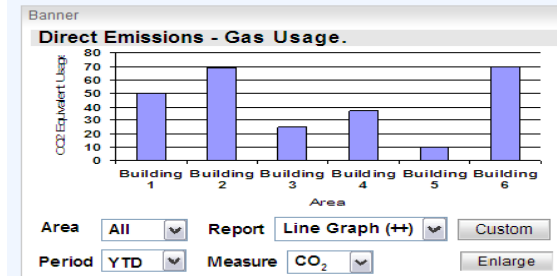 Banner
Direct Emissions - Gas Usage.
CO2 Equivalent Usage
80
70
60
50
40
30
20
10
0
Building 1
Building 2
Building 3
Building 4
Building 5
Building 6
Area
Area All Report Line Graph (++) Custom
Period YTD Measure CO₂ Enlarge